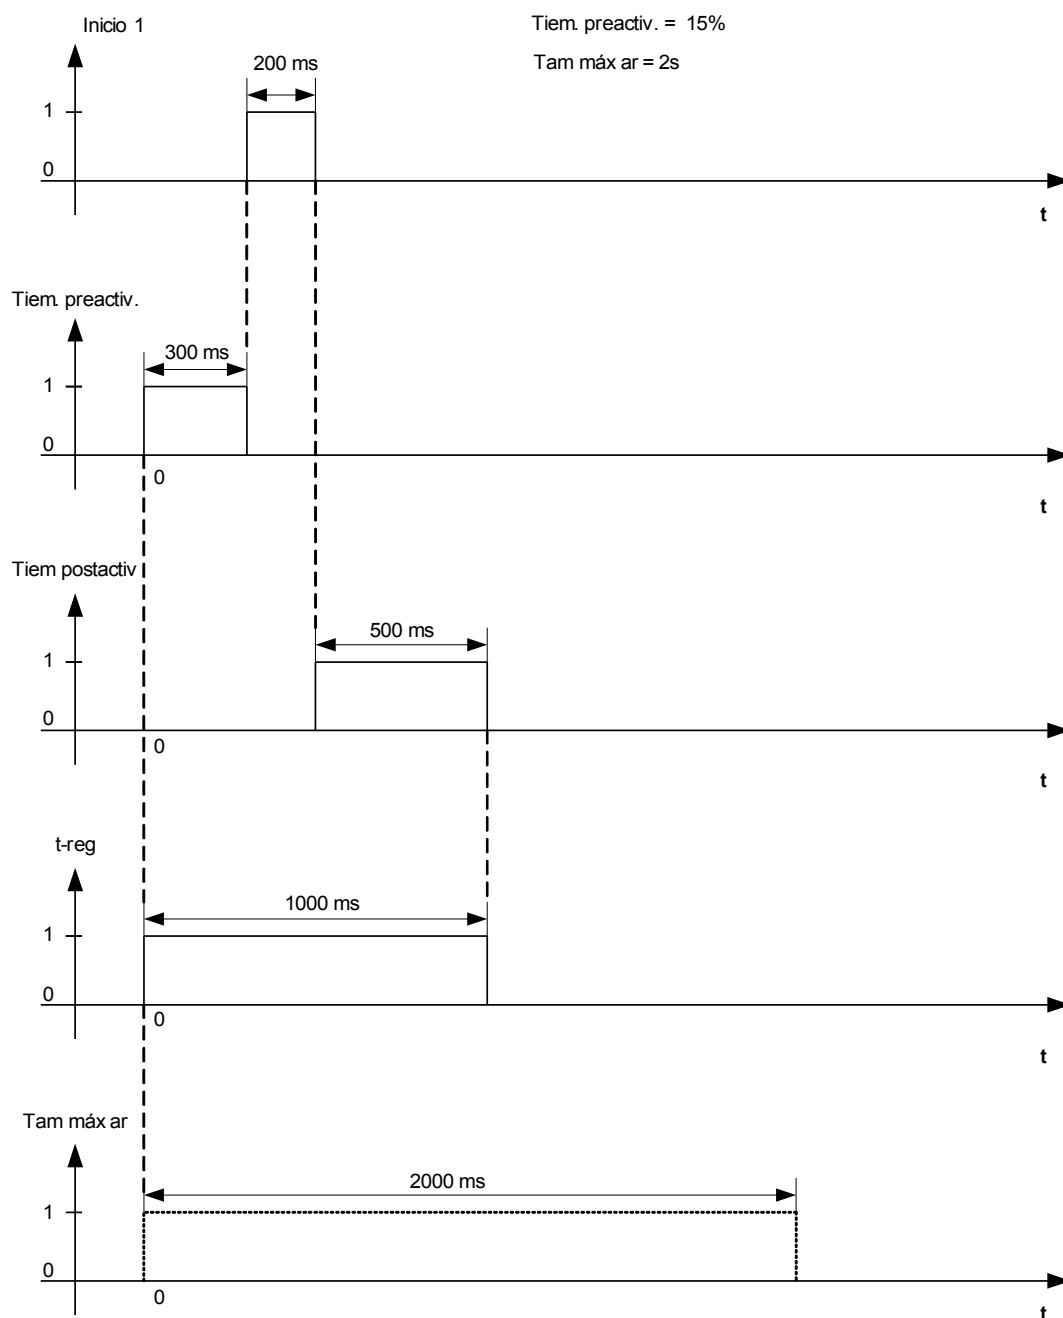 Inicio 1
Tiem. preactiv. = 15%
Tam máx ar = 2s
200 ms
1
0
t
Tiem. preactiv.
300 ms
1
0
0
t
Tiem postactiv
500 ms
1
0
0
t
t-reg
1000 ms
1
0
0
t
Tam máx ar
2000 ms
1
0
0
t